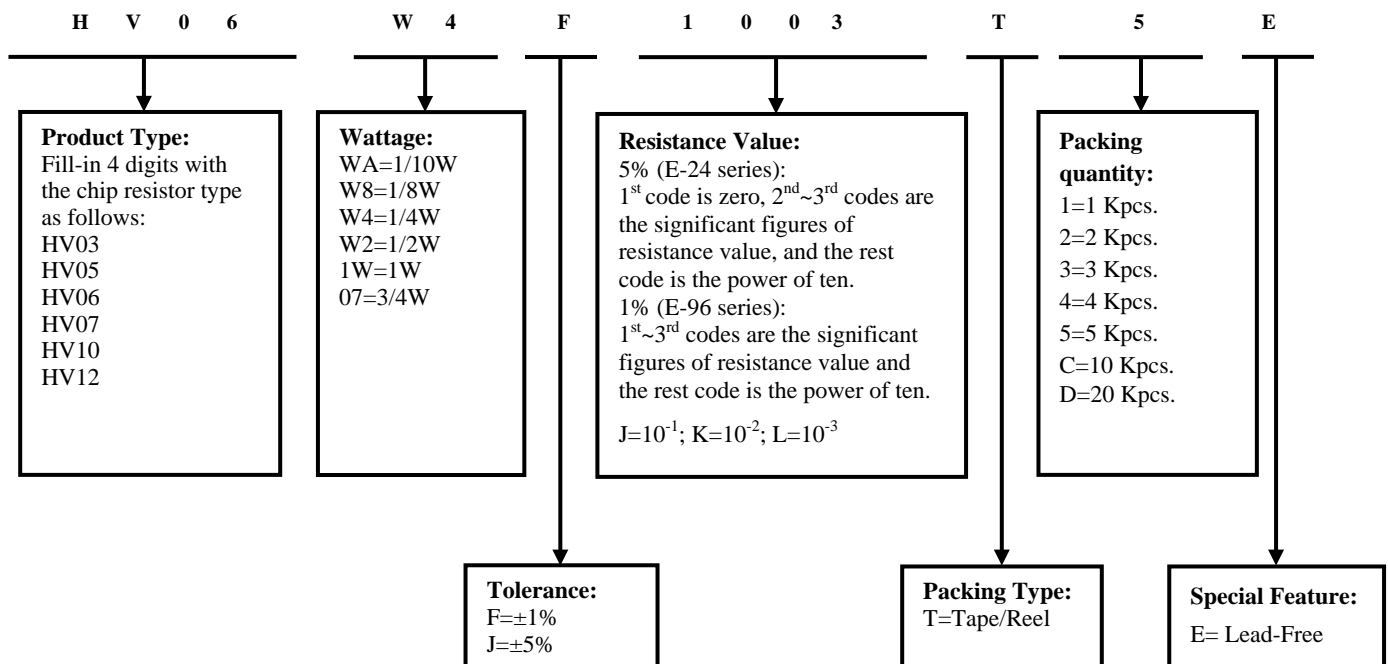 H V 0 6 W 4 F 1 0 0 3 T 5 E
Product Type:
Fill-in 4 digits with
the chip resistor type
as follows:
HV03
HV05
HV06
HV07
HV10
HV12
Wattage:
WA=1/10W
W8=1/8W
W4=1/4W
W2=1/2W
1W=1W
07=3/4W
Resistance Value:
5% (E-24 series):
1st code is zero, 2nd~3rd codes are
the significant figures of
resistance value, and the rest
code is the power of ten.
1% (E-96 series):
1st~3rd codes are the significant
figures of resistance value and
the rest code is the power of ten.
J=10-1; K=10-2; L=10-3
Packing
quantity:
1=1 Kpcs.
2=2 Kpcs.
3=3 Kpcs.
4=4 Kpcs.
5=5 Kpcs.
C=10 Kpcs.
D=20 Kpcs.
Tolerance:
F=±1%
J=±5%
Packing Type:
T=Tape/Reel
Special Feature:
E= Lead-Free